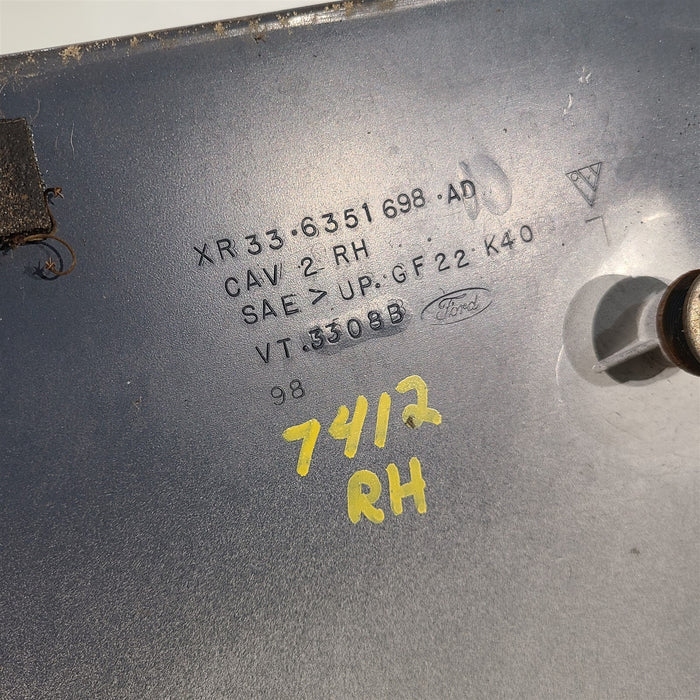 XR33·6351698·AD
CAV 2 RH
SAE > UP.GF22 K40
VT.3308B Ford
98
7412
RH